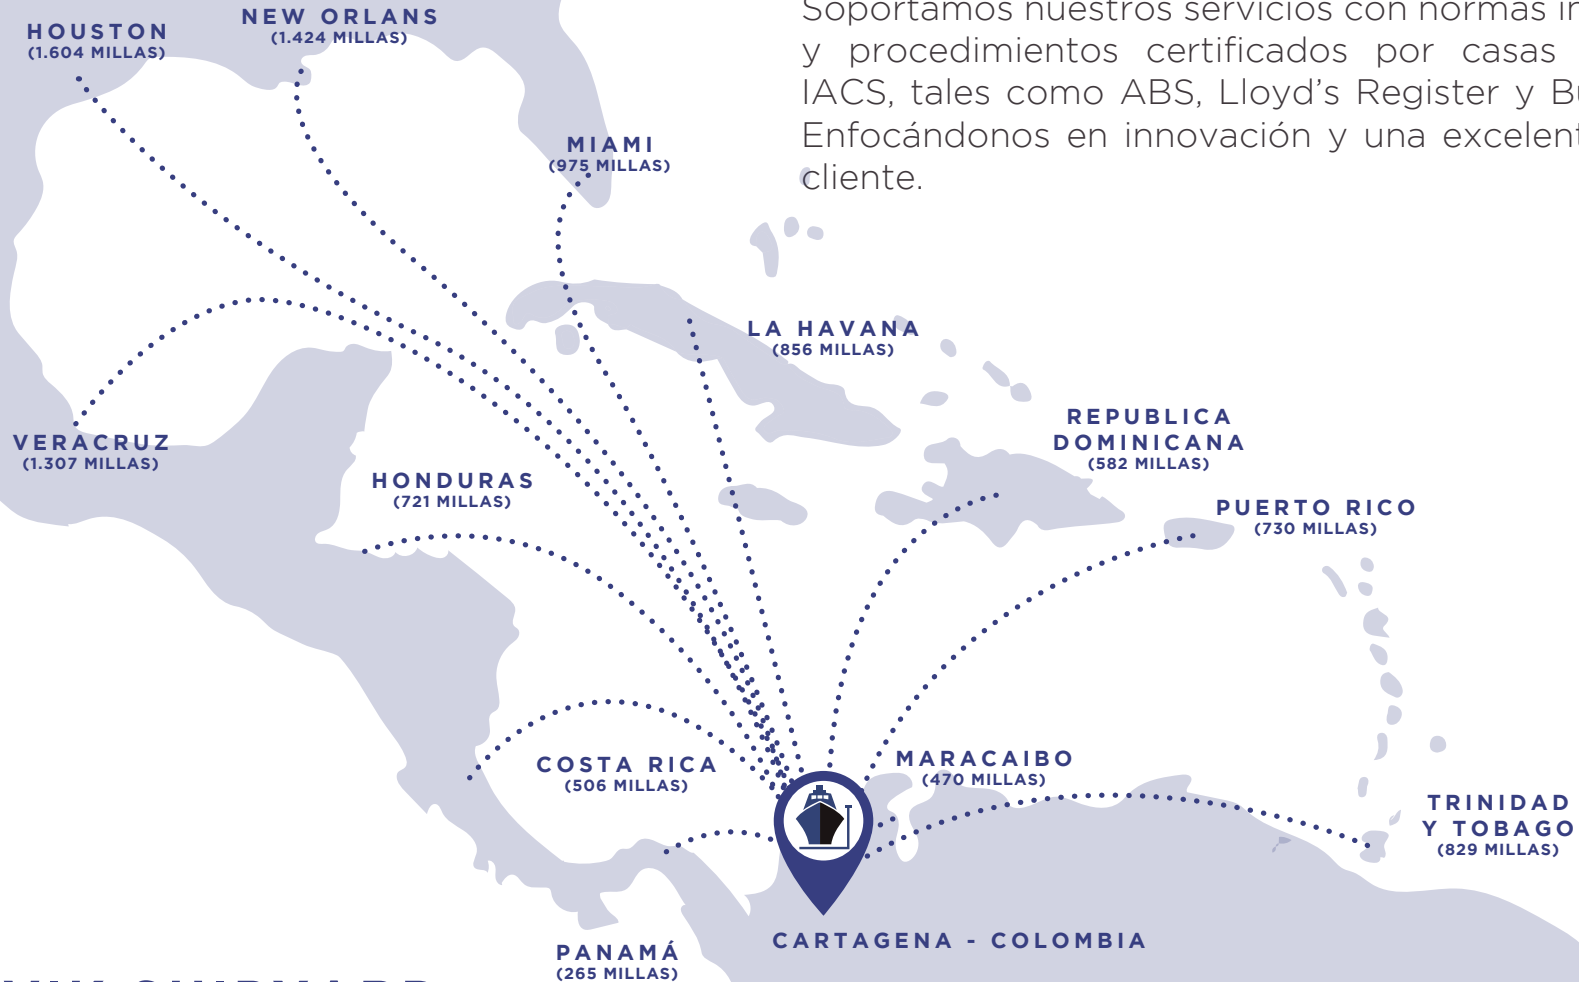 HOUSTON
(1.604 MILLAS)
NEW ORLANS
(1.424 MILLAS)
Soportamos nuestros servicios con normas
y procedimientos certificados por casas
IACS, tales como ABS, Lloyd’s Register y
Enfocándonos en innovación y una
cliente.
MIAMI
(975 MILLAS)
LA HAVANA
(856 MILLAS)
REPUBLICA
DOMINICANA
(582 MILLAS)
VERACRUZ
(1.307 MILLAS)
HONDURAS
(721 MILLAS)
PUERTO RICO
(730 MILLAS)
COSTA RICA
(506 MILLAS)
MARACAIBO
(470 MILLAS)
TRINIDAD
Y TOBAGO
(829 MILLAS)
CARTAGENA - COLOMBIA
PANAMÁ
(265 MILLAS)